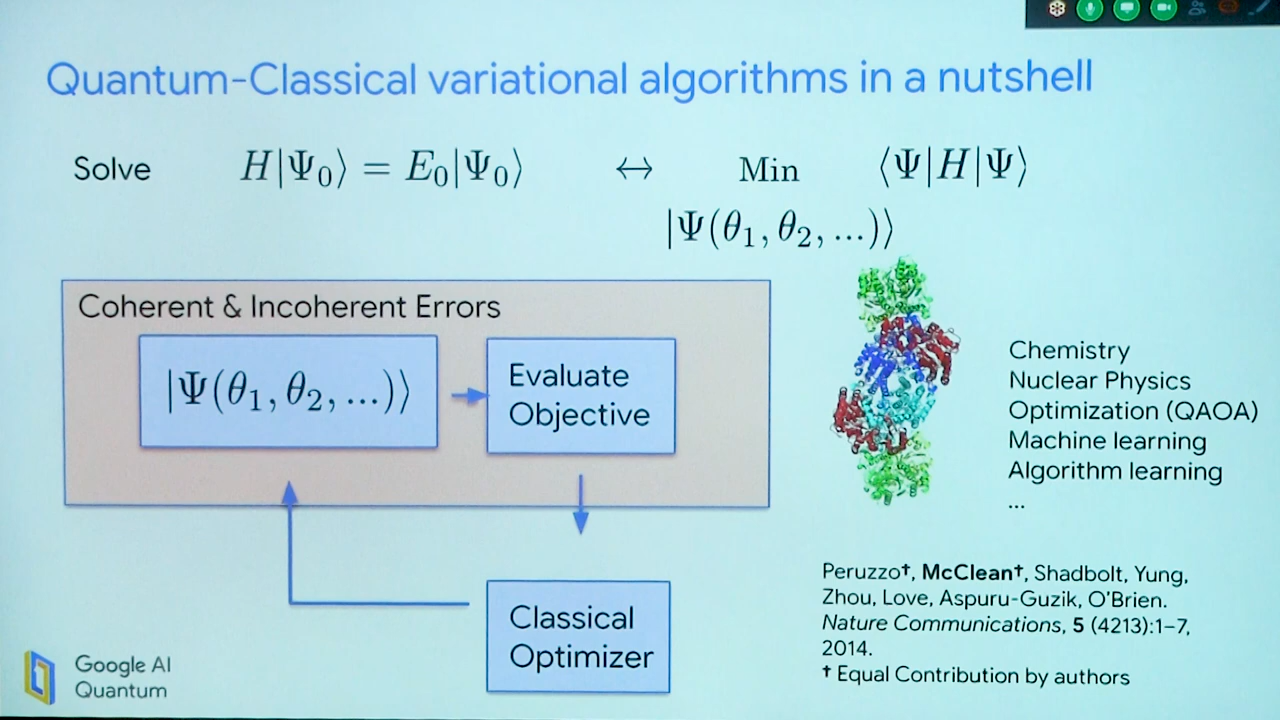 Quantum-Classical variational algorithms in a nutshell
Solve H|Ψ₀⟩ = E₀|Ψ₀⟩ ↔ Min ⟨Ψ|H|Ψ⟩
|Ψ(θ₁, θ₂, ...)⟩
Coherent & Incoherent Errors
|Ψ(θ₁, θ₂, ...)⟩
Evaluate
Objective
Classical
Optimizer
Chemistry
Nuclear Physics
Optimization (QAOA)
Machine learning
Algorithm learning
...
Peruzzo†, McClean†, Shadbolt, Yung,
Zhou, Love, Aspuru-Guzik, O'Brien.
Nature Communications, 5 (4213):1–7,
2014.
† Equal Contribution by authors
Google AI
Quantum